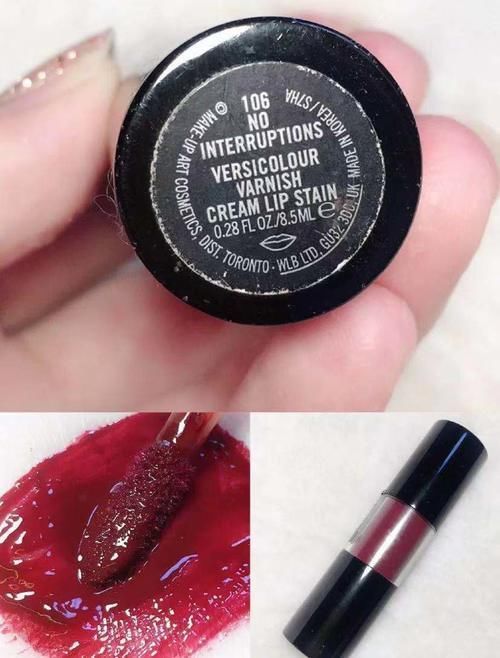 106
NO
INTERRUPTIONS
VERSICOLOUR
VARNISH
CREAM LIP STAIN
0.28 FL OZ./8.5ML ℮
© MAKE-UP ART COSMETICS, DIST. TORONTO · WLB LTD. GU32 3DC, UK MADE IN KOREA / S7HA